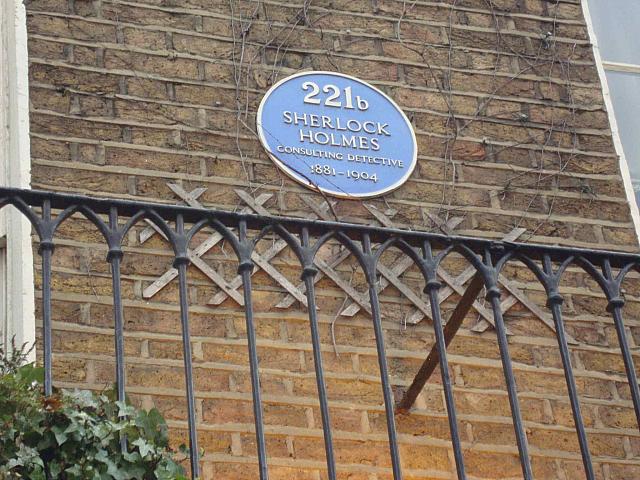 221b
SHERLOCK
HOLMES
CONSULTING DETECTIVE
1881-1904